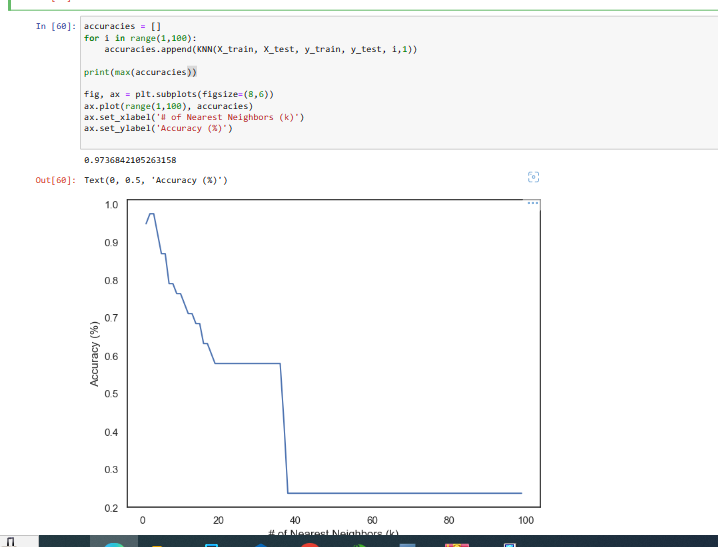 In [60]: accuracies = []
for i in range(1,100):
accuracies.append(KNN(X_train, X_test, y_train, y_test, i,1))
print(max(accuracies))
fig, ax = plt.subplots(figsize=(8,6))
ax.plot(range(1,100), accuracies)
ax.set_xlabel('# of Nearest Neighbors (k)')
ax.set_ylabel('Accuracy (%)')
0.9736842105263158
Out[60]: Text(0, 0.5, 'Accuracy (%)')
1.0
0.9
0.8
0.7
0.6
0.5
0.4
0.3
0.2
Accuracy (%)
0 20 40 60 80 100
# of Nearest Neighbors (k)